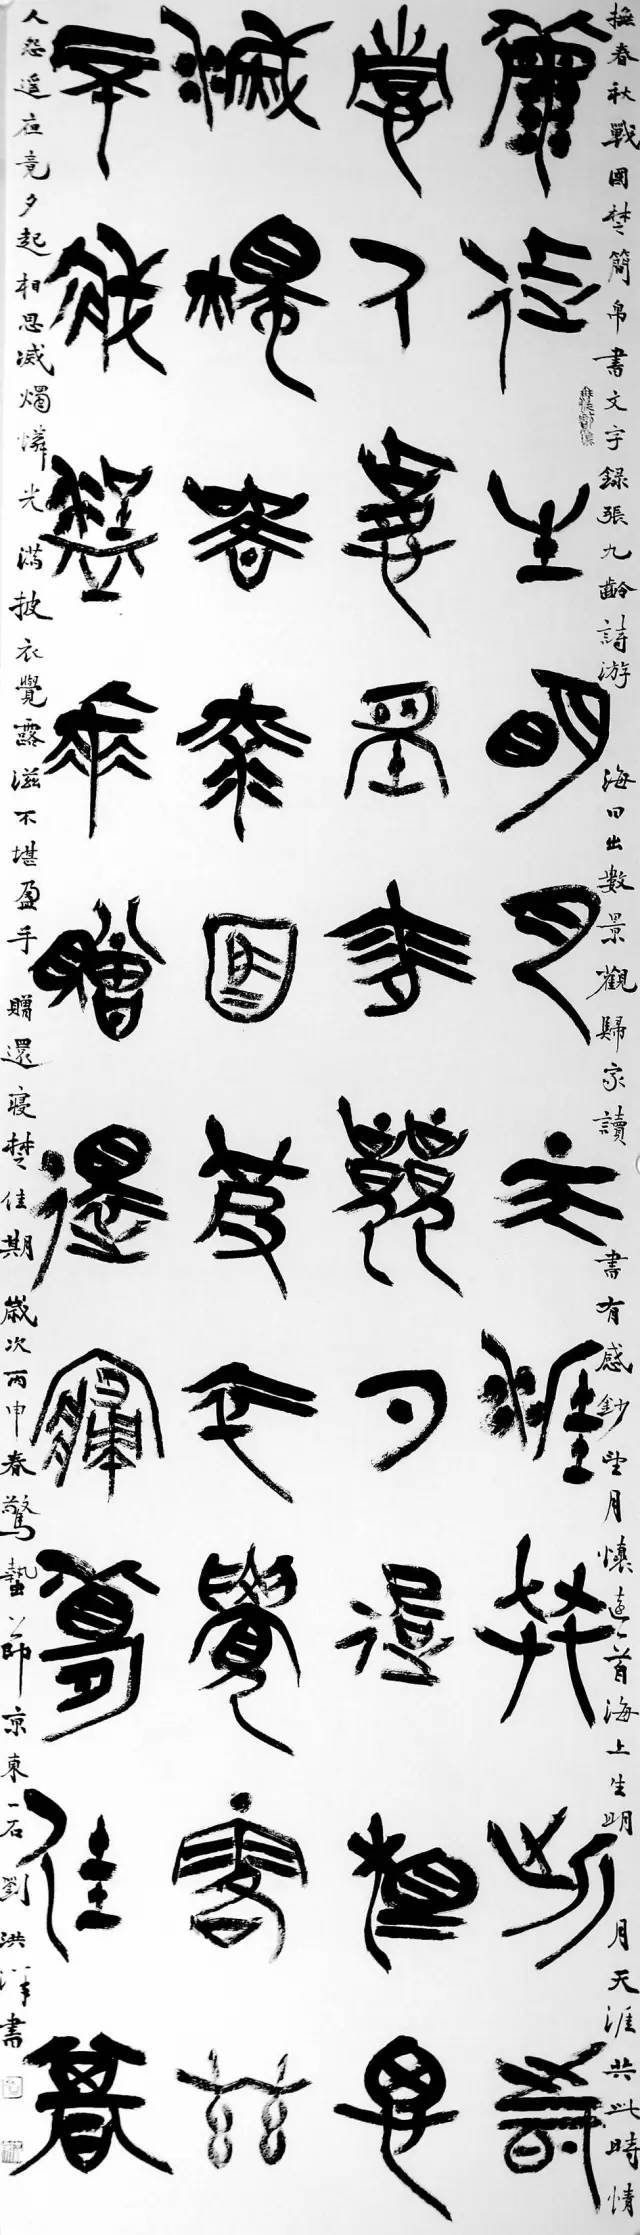 撫春秋戰國楚簡帛書文字錄張九齡詩游海日出數景觀歸家讀書有感鈔望月懷遠一首海上生明月天涯共此時情
海上生明月天涯共此時
情人怨遙夜竟夕起相思
滅燭憐光滿披衣覺露滋
不堪盈手贈還寢夢佳期
人怨遙夜竟夕起相思滅燭憐光滿披衣覺露滋不堪盈手贈還寢夢佳期歲次丙申春驚蟄節京東一石劉洪洋書